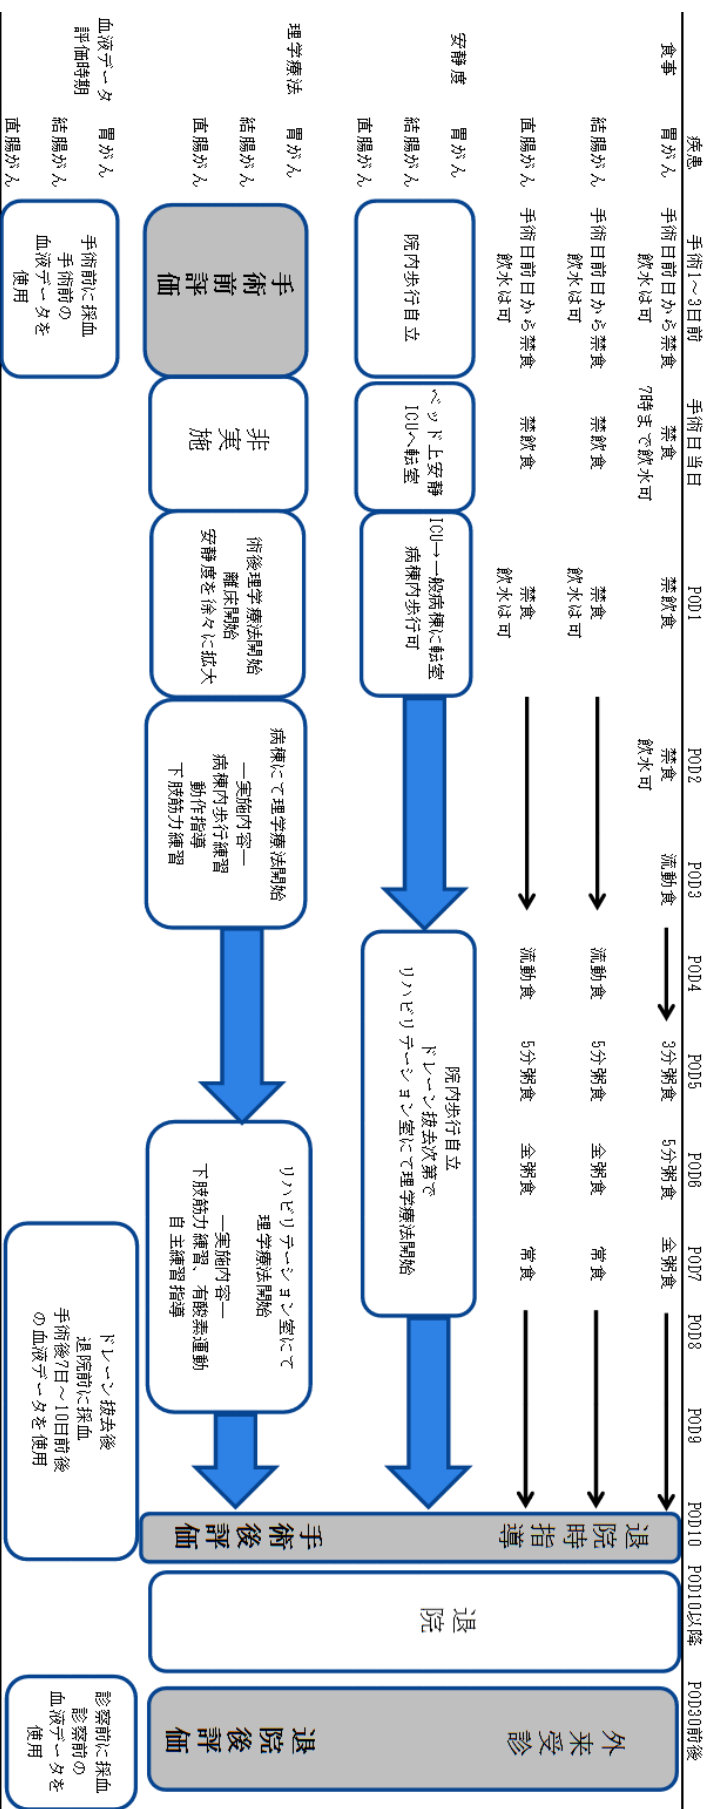 疾患 手術1～3日前 手術日当日 POD1 POD2 POD3 POD4 POD5 POD6 POD7 POD8 POD9 POD10 POD10以降 POD30前後
食事
胃がん
手術日前日から禁食
飲水は可
禁食
7時まで飲水可
禁飲食
禁食
飲水可
流動食
3分粥食
5分粥食
全粥食
結腸がん
手術日前日から禁食
飲水は可
禁飲食
禁食
飲水は可
流動食
5分粥食
全粥食
常食
直腸がん
手術日前日から禁食
飲水は可
禁飲食
禁食
飲水は可
流動食
5分粥食
全粥食
常食
安静度
胃がん
結腸がん
直腸がん
院内歩行自立
ベッド上安静
ICUへ転室
ICU→一般病棟に転室
病棟内歩行可
院内歩行自立
ドレーン抜去次第で
リハビリテーション室にて理学療法開始
理学療法
胃がん
結腸がん
直腸がん
手術前評価
非実施
術後理学療法開始
離床開始
安静度を徐々に拡大
病棟にて理学療法開始
―実施内容―
病棟内歩行練習
動作指導
下肢筋力練習
リハビリテーション室にて
理学療法開始
―実施内容―
下肢筋力練習、有酸素運動
自主練習指導
退院時指導
手術後評価
退院
外来受診
退院後評価
血液データ
評価時期
胃がん
結腸がん
直腸がん
手術前に採血
手術前の
血液データを
使用
ドレーン抜去後
退院前に採血
手術後7日～10日前後
の血液データを使用
診察前に採血
診察前の
血液データを
使用